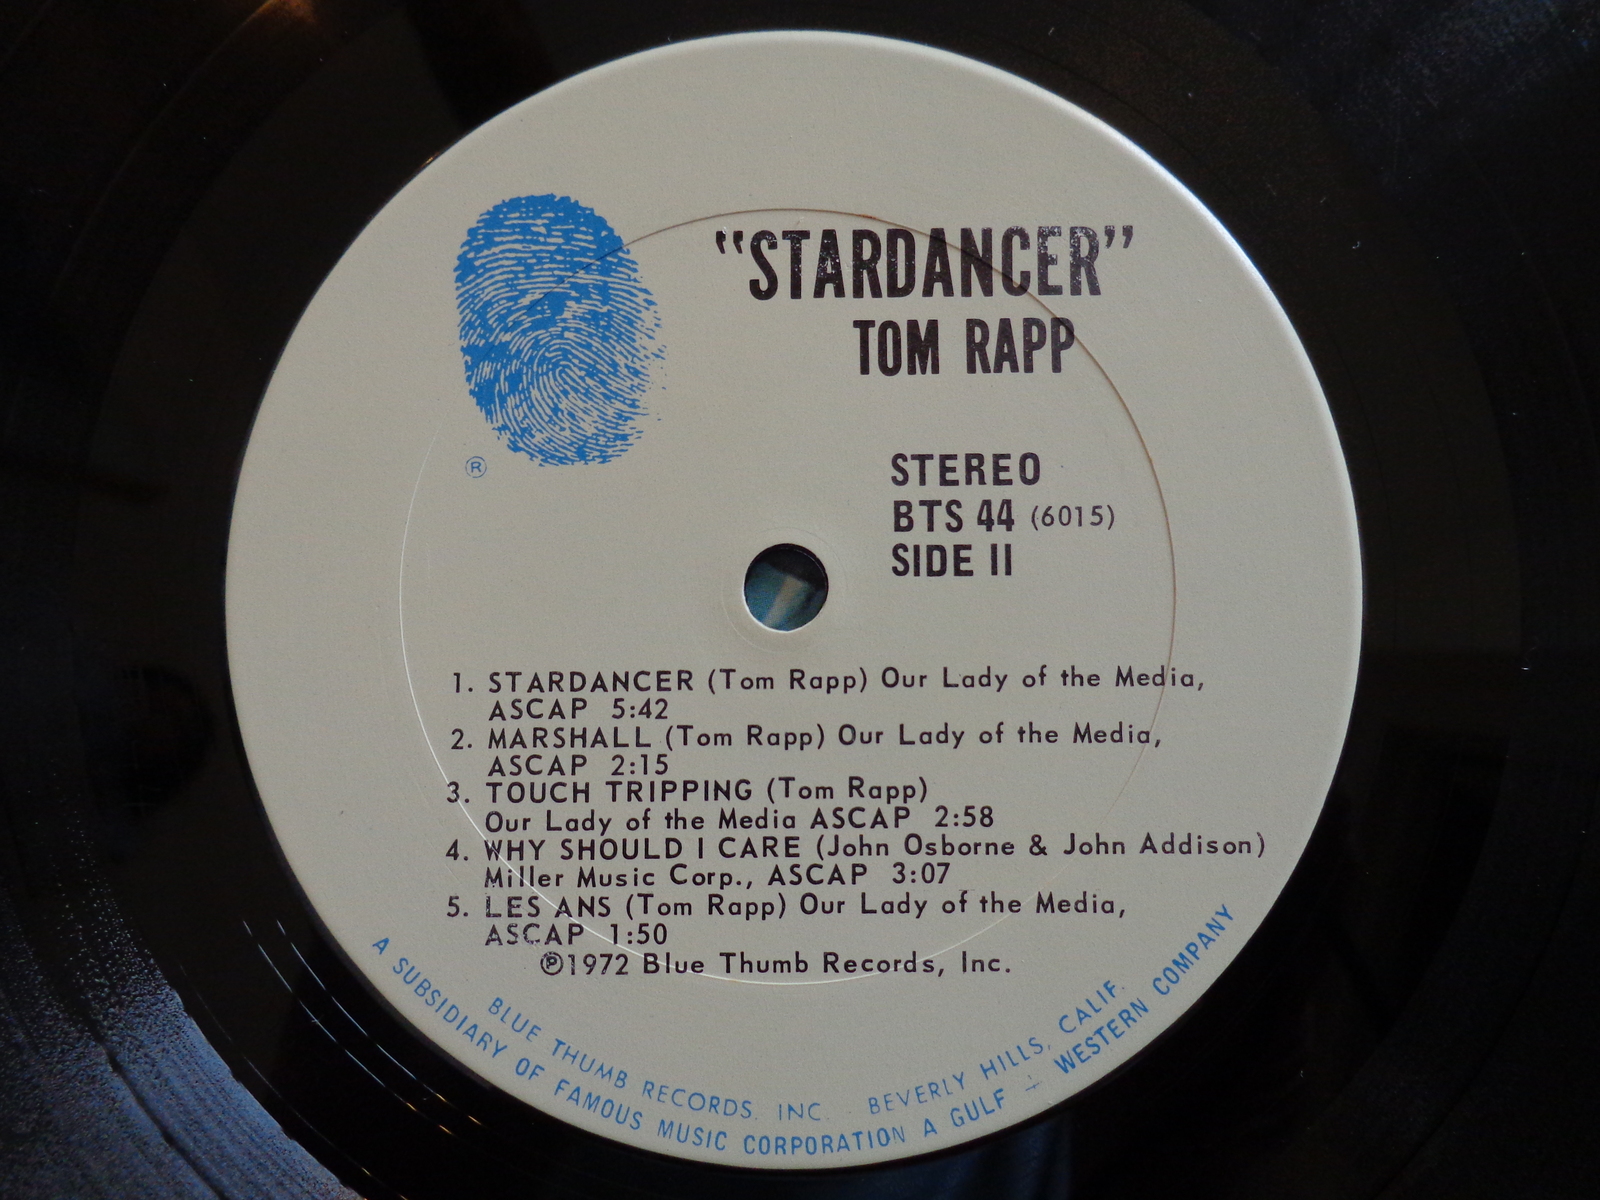 "STARDANCER"
TOM RAPP
®
STEREO
BTS 44 (6015)
SIDE II
1. STARDANCER (Tom Rapp) Our Lady of the Media,
ASCAP 5:42
2. MARSHALL (Tom Rapp) Our Lady of the Media,
ASCAP 2:15
3. TOUCH TRIPPING (Tom Rapp)
Our Lady of the Media ASCAP 2:58
4. WHY SHOULD I CARE (John Osborne & John Addison)
Miller Music Corp., ASCAP 3:07
5. LES ANS (Tom Rapp) Our Lady of the Media,
ASCAP 1:50
℗1972 Blue Thumb Records, Inc.
BLUE THUMB RECORDS, INC. BEVERLY HILLS, CALIF.
A SUBSIDIARY OF FAMOUS MUSIC CORPORATION A GULF + WESTERN COMPANY